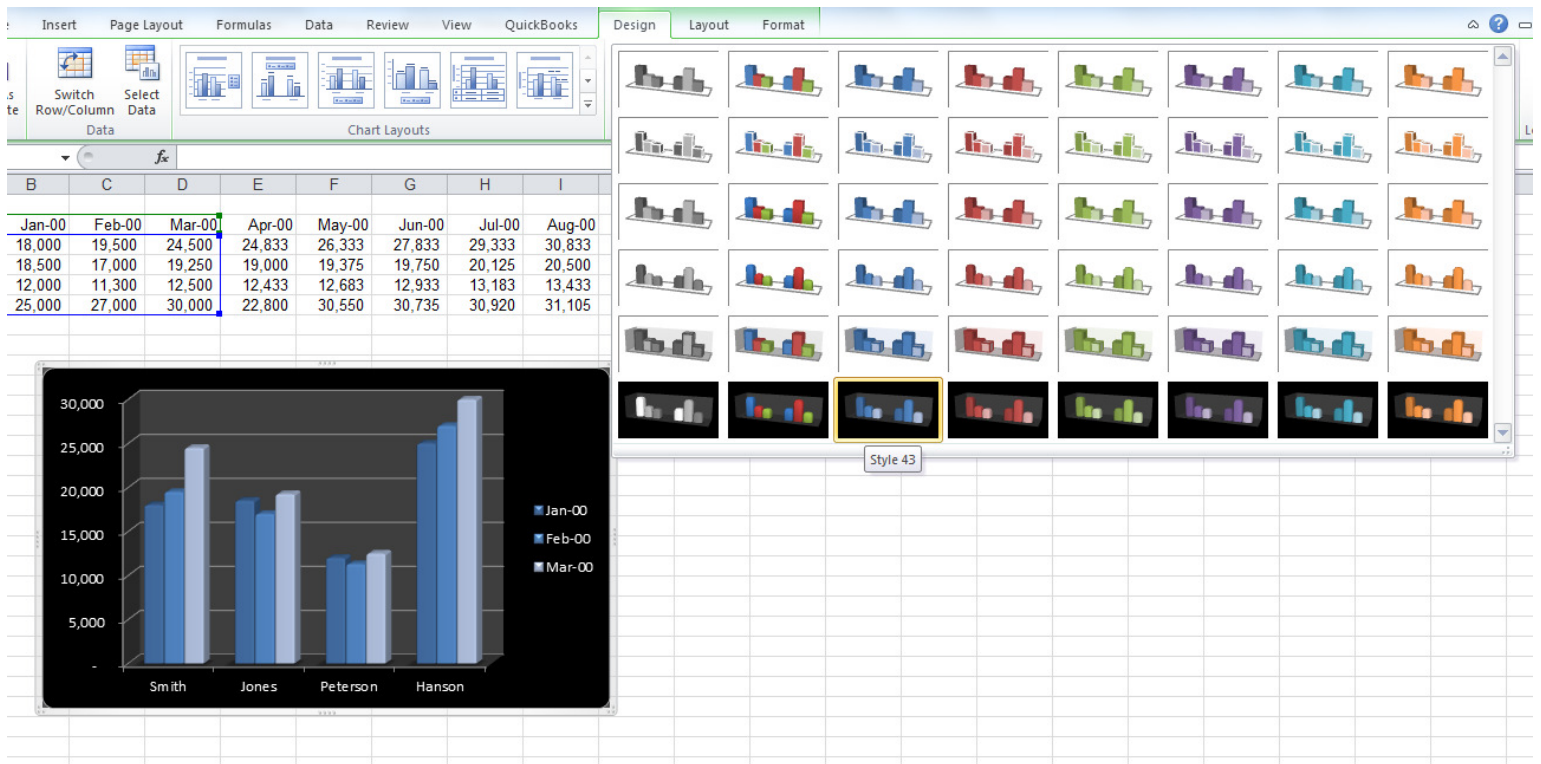 Insert Page Layout Formulas Data Review View QuickBooks Design Layout Format
Switch Row/Column
Select Data
Data
Chart Layouts
fx
B C D E F G H I
Jan-00 Feb-00 Mar-00 Apr-00 May-00 Jun-00 Jul-00 Aug-00
18,000 19,500 24,500 24,833 26,333 27,833 29,333 30,833
18,500 17,000 19,250 19,000 19,375 19,750 20,125 20,500
12,000 11,300 12,500 12,433 12,683 12,933 13,183 13,433
25,000 27,000 30,000 22,800 30,550 30,735 30,920 31,105
Style 43
30,000
25,000
20,000
15,000
10,000
5,000
-
Smith Jones Peterson Hanson
Jan-00
Feb-00
Mar-00